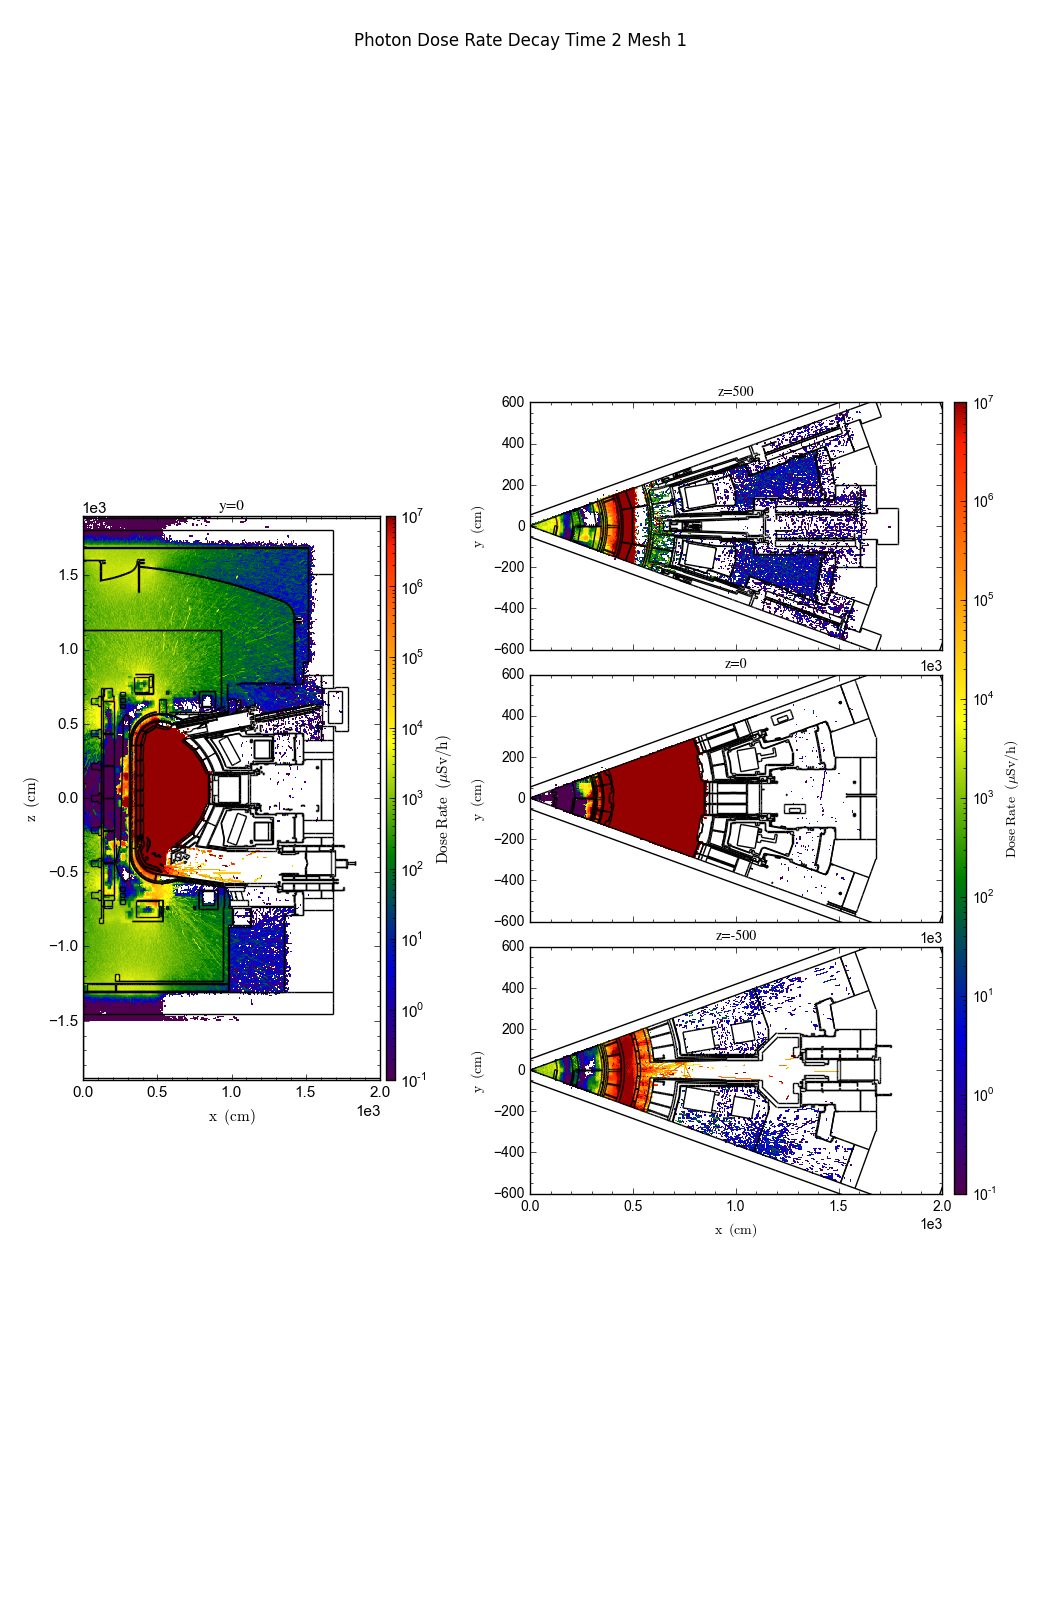 Photon Dose Rate Decay Time 2 Mesh 1
y=0
1e3
1.5
1.0
0.5
0.0
−0.5
−1.0
−1.5
z (cm)
0.0 0.5 1.0 1.5 2.0
1e3
x (cm)
10^7
10^6
10^5
10^4
10^3
10^2
10^1
10^0
10^-1
Dose Rate (μSv/h)
z=500
600
400
200
0
−200
−400
−600
y (cm)
1e3
z=0
600
400
200
0
−200
−400
−600
y (cm)
1e3
z=-500
600
400
200
0
−200
−400
−600
y (cm)
0.0 0.5 1.0 1.5 2.0
1e3
x (cm)
10^7
10^6
10^5
10^4
10^3
10^2
10^1
10^0
10^-1
Dose Rate (μSv/h)